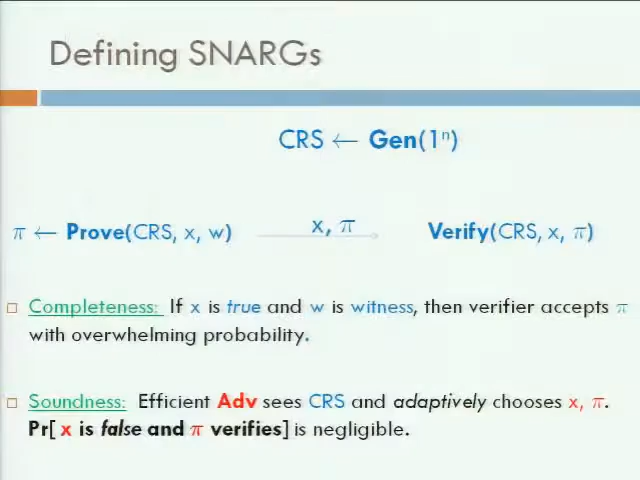 Defining SNARGs
CRS ← Gen(1ⁿ)
π ← Prove(CRS, x, w)
x, π
Verify(CRS, x, π)
Completeness: If x is true and w is witness, then verifier accepts π
with overwhelming probability.
Soundness: Efficient Adv sees CRS and adaptively chooses x, π.
Pr[ x is false and π verifies] is negligible.